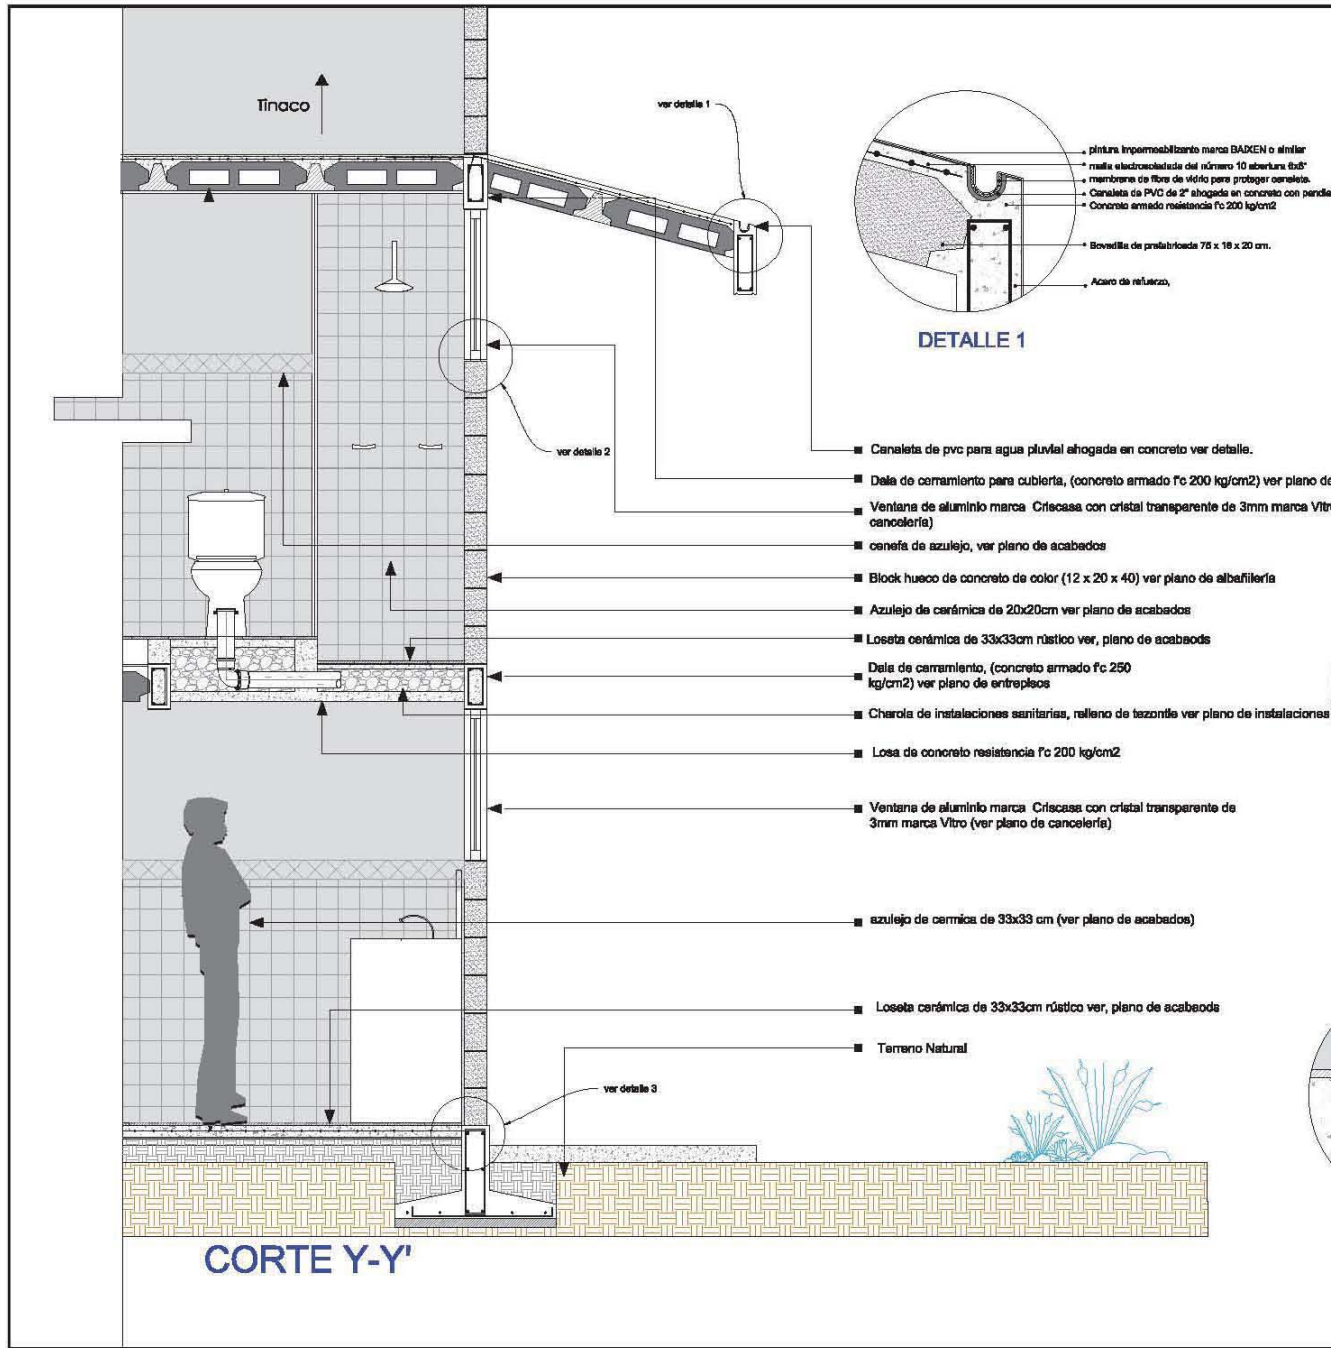 Tinaco
ver detalle 1
pintura impermeabilizante marca BAIXEN o similar
malla electrosoladada del número 10 abertura 6x6"
membrana de fibra de vidrio para proteger canaleta.
Canaleta de PVC de 2" ahogada en concreto con pendie
Concreto armado resistencia f'c 200 kg/cm2
Bovedilla de prefabricada 75 x 16 x 20 cm.
Acero de refuerzo,
DETALLE 1
ver detalle 2
Canaleta de pvc para agua pluvial ahogada en concreto ver detalle.
Dala de cerramiento para cubierta, (concreto armado f'c 200 kg/cm2) ver plano de
Ventana de aluminio marca Criscasa con cristal transparente de 3mm marca Vitro
cancelería)
cenefa de azulejo, ver plano de acabados
Block hueco de concreto de color (12 x 20 x 40) ver plano de albañilería
Azulejo de cerámica de 20x20cm ver plano de acabados
Loseta cerámica de 33x33cm rústico ver, plano de acabaods
Dala de cerramiento, (concreto armado f'c 250
kg/cm2) ver plano de entrepisos
Charola de instalaciones sanitarias, relleno de tezontle ver plano de instalaciones
Losa de concreto resistencia f'c 200 kg/cm2
Ventana de aluminio marca Criscasa con cristal transparente de
3mm marca Vitro (ver plano de cancelería)
azulejo de cermica de 33x33 cm (ver plano de acabados)
Loseta cerámica de 33x33cm rústico ver, plano de acabaods
Terreno Natural
ver detalle 3
CORTE Y-Y'